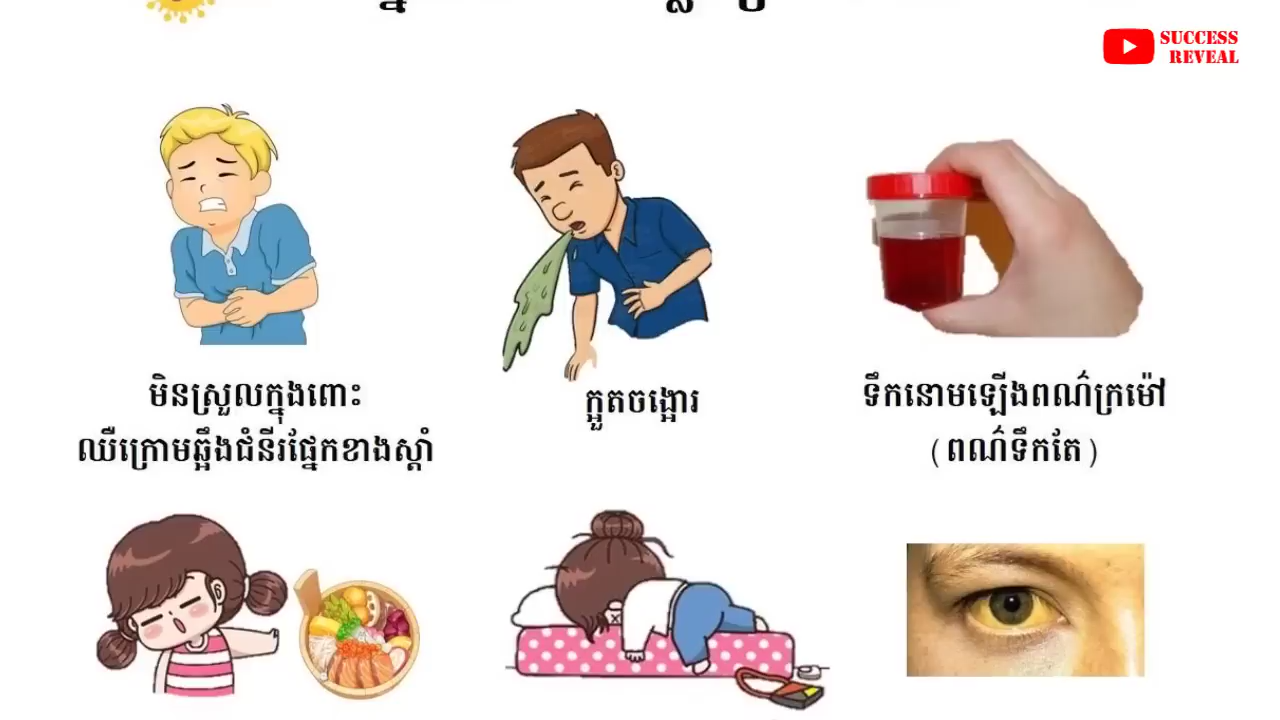 SUCCESS
REVEAL
មិនស្រួលក្នុងពោះ
ឈឺក្រោមឆ្អឹងជំនីរផ្នែកខាងស្ដាំ
ក្អួតចង្អោរ
ទឹកនោមឡើងពណ៌ក្រម៉ៅ
(ពណ៌ទឹកតែ)